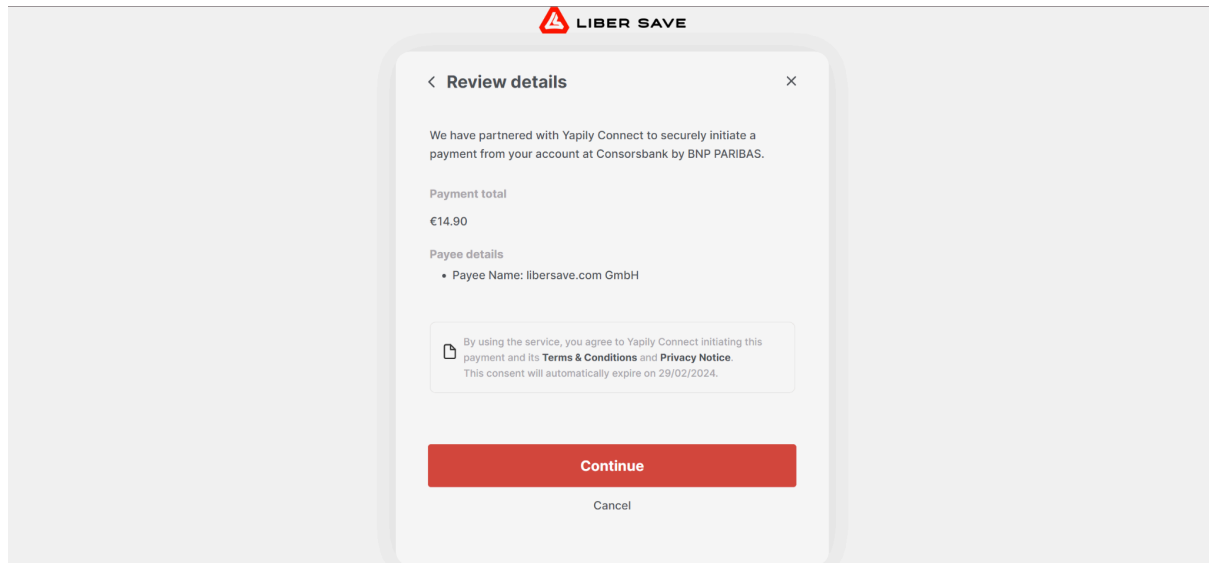 LIBER SAVE
Review details
We have partnered with Yapily Connect to securely initiate a
payment from your account at Consorsbank by BNP PARIBAS.
Payment total
€14.90
Payee details
• Payee Name: libersave.com GmbH
By using the service, you agree to Yapily Connect initiating this
payment and its Terms & Conditions and Privacy Notice.
This consent will automatically expire on 29/02/2024.
Continue
Cancel